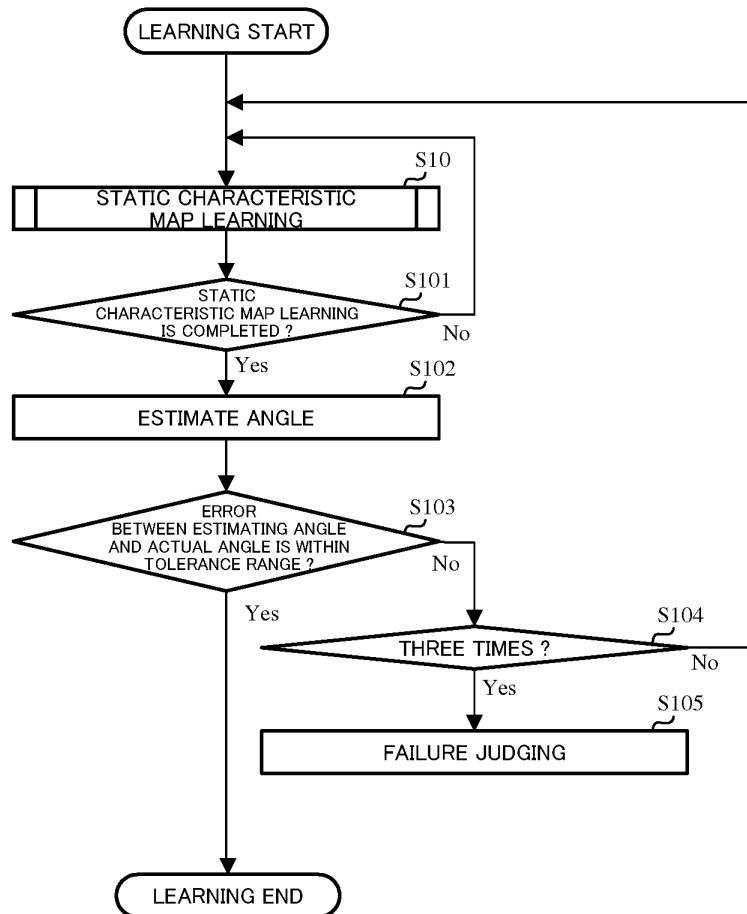 LEARNING START
S10
STATIC CHARACTERISTIC
MAP LEARNING
S101
STATIC
CHARACTERISTIC MAP LEARNING
IS COMPLETED ?
No
Yes
S102
ESTIMATE ANGLE
S103
ERROR
BETWEEN ESTIMATING ANGLE
AND ACTUAL ANGLE IS WITHIN
TOLERANCE RANGE ?
No
Yes
S104
THREE TIMES ?
No
Yes
S105
FAILURE JUDGING
LEARNING END